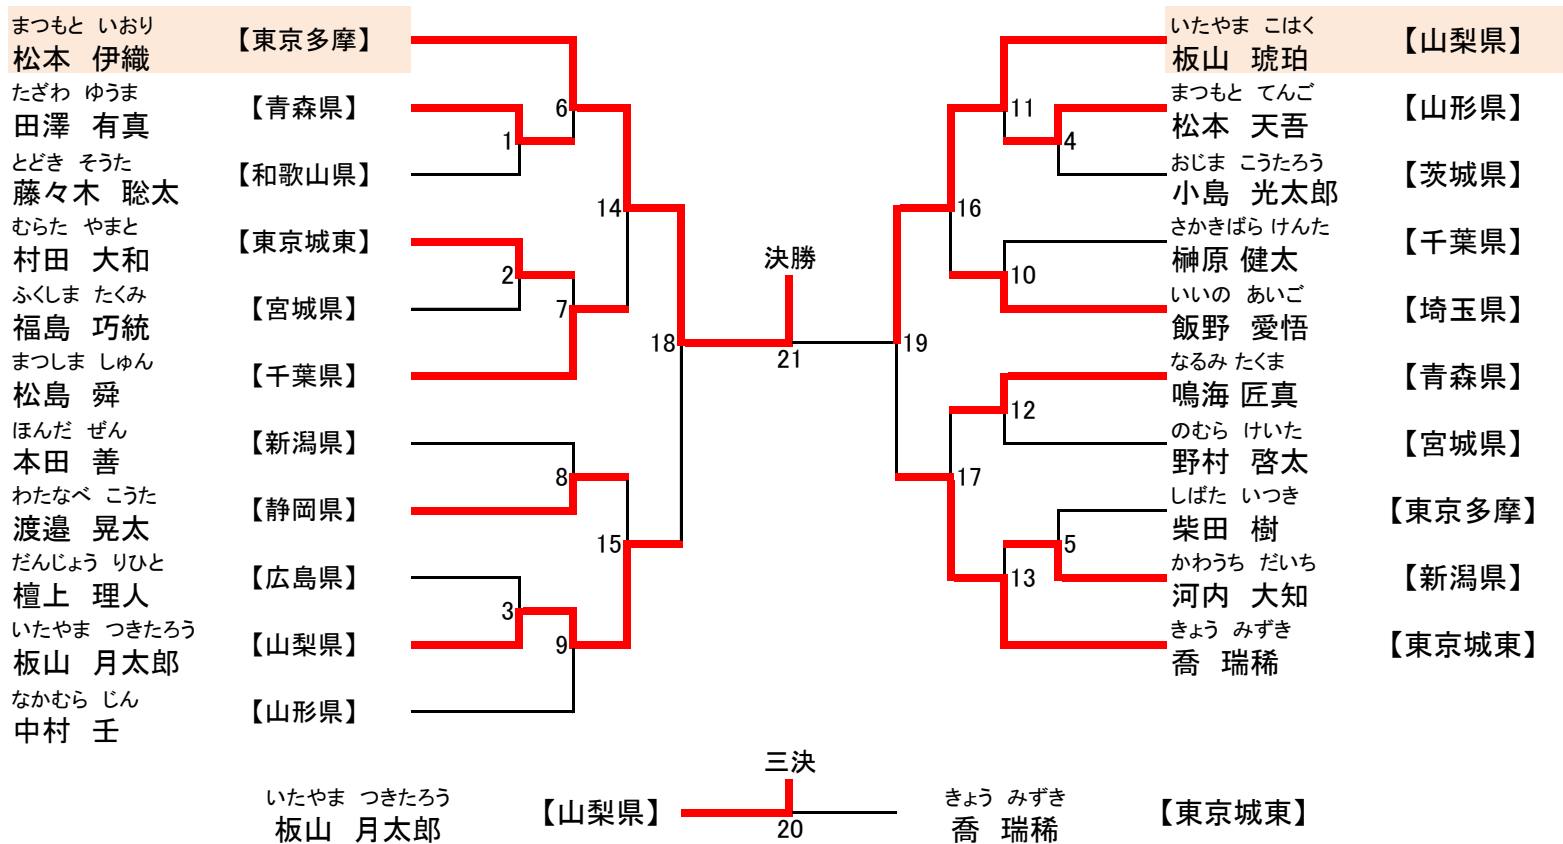 まつもと いおり
松本 伊織 【東京多摩】
たざわ ゆうま
田澤 有真 【青森県】
とどき そうた
藤々木 聡太 【和歌山県】
むらた やまと
村田 大和 【東京城東】
ふくしま たくみ
福島 巧統 【宮城県】
まつしま しゅん
松島 舜 【千葉県】
ほんだ ぜん
本田 善 【新潟県】
わたなべ こうた
渡邉 晃太 【静岡県】
だんじょう りひと
檀上 理人 【広島県】
いたやま つきたろう
板山 月太郎 【山梨県】
なかむら じん
中村 壬 【山形県】
6
1
14
2
7
18
8
15
3
9
決勝
21
11
4
16
10
19
12
17
5
13
いたやま こはく
板山 琥珀 【山梨県】
まつもと てんご
松本 天吾 【山形県】
おじま こうたろう
小島 光太郎 【茨城県】
さかきばら けんた
榊原 健太 【千葉県】
いいの あいご
飯野 愛悟 【埼玉県】
なるみ たくま
鳴海 匠真 【青森県】
のむら けいた
野村 啓太 【宮城県】
しばた いつき
柴田 樹 【東京多摩】
かわうち だいち
河内 大知 【新潟県】
きょう みずき
喬 瑞稀 【東京城東】
三決
いたやま つきたろう
板山 月太郎 【山梨県】
20
きょう みずき
喬 瑞稀 【東京城東】